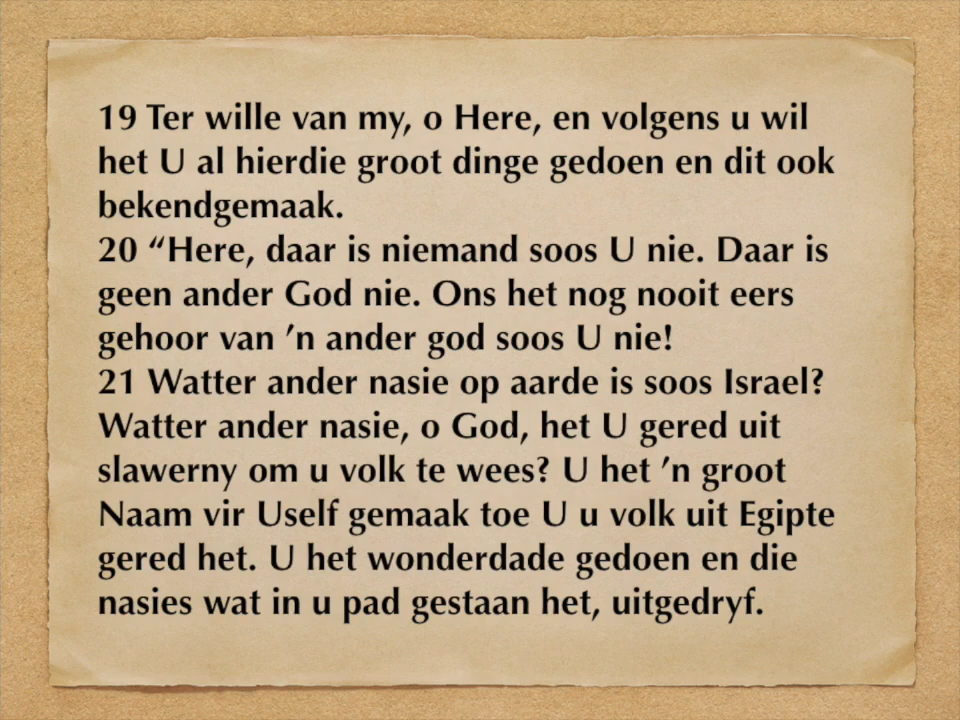 19 Ter wille van my, o Here, en volgens u wil
het U al hierdie groot dinge gedoen en dit ook
bekendgemaak.
20 “Here, daar is niemand soos U nie. Daar is
geen ander God nie. Ons het nog nooit eers
gehoor van ’n ander god soos U nie!
21 Watter ander nasie op aarde is soos Israel?
Watter ander nasie, o God, het U gered uit
slawerny om u volk te wees? U het ’n groot
Naam vir Uself gemaak toe U u volk uit Egipte
gered het. U het wonderdade gedoen en die
nasies wat in u pad gestaan het, uitgedryf.